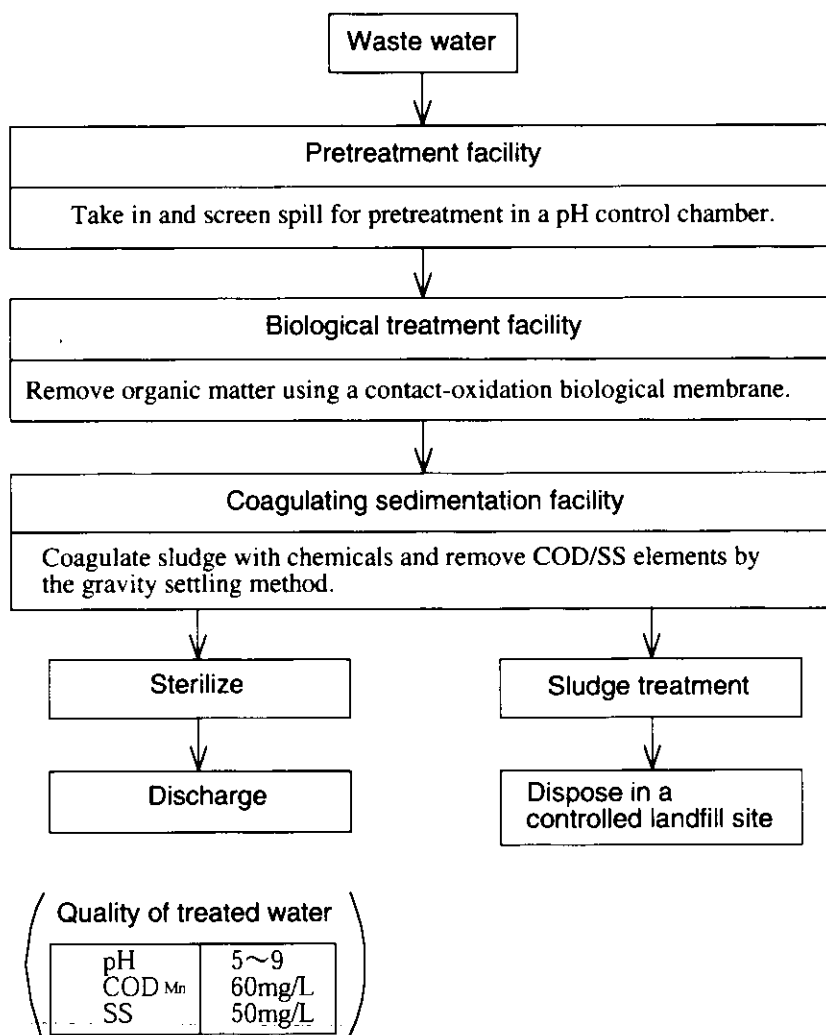 Waste water
Pretreatment facility
Take in and screen spill for pretreatment in a pH control chamber.
Biological treatment facility
Remove organic matter using a contact-oxidation biological membrane.
Coagulating sedimentation facility
Coagulate sludge with chemicals and remove COD/SS elements by
the gravity settling method.
Sterilize
Sludge treatment
Discharge
Dispose in a
controlled landfill site
Quality of treated water
pH 5~9
COD Mn 60mg/L
SS 50mg/L